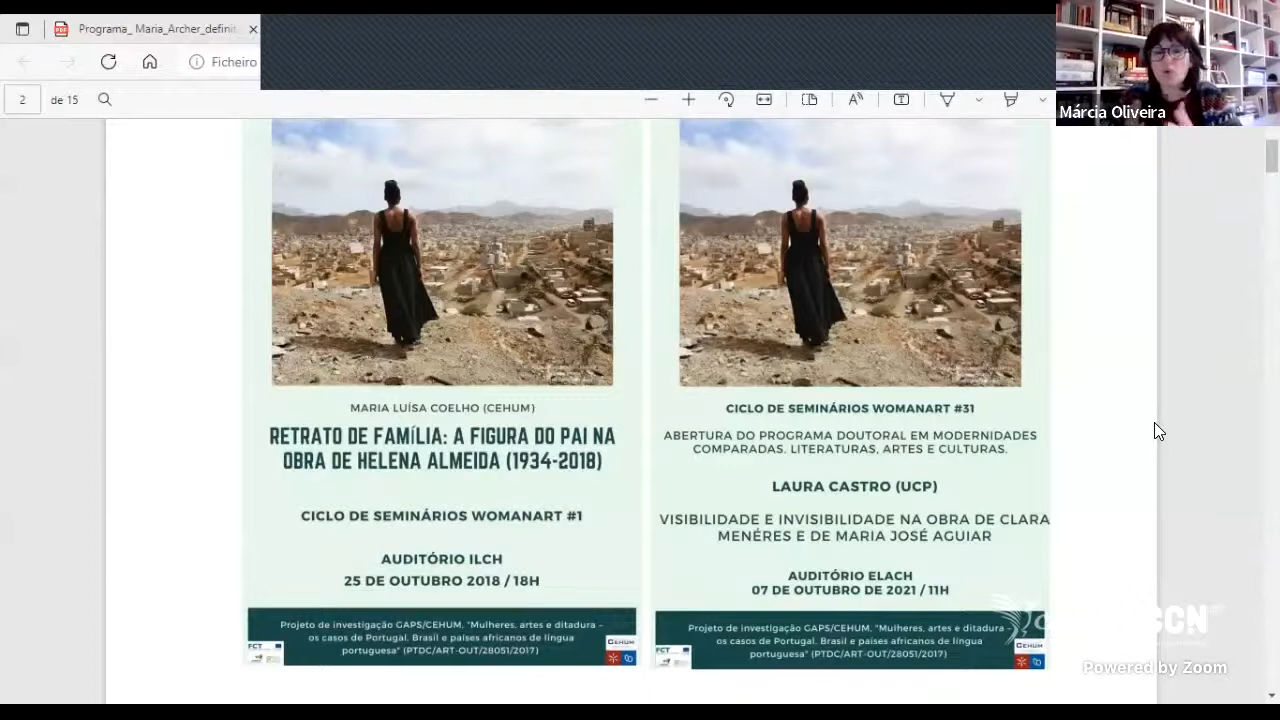 Programa_ Maria_Archer_definit...
Ficheiro
2
de 15
Márcia Oliveira
MARIA LUÍSA COELHO (CEHUM)
RETRATO DE FAMÍLIA: A FIGURA DO PAI NA
OBRA DE HELENA ALMEIDA (1934-2018)
CICLO DE SEMINÁRIOS WOMANART #1
AUDITÓRIO ILCH
25 DE OUTUBRO 2018 / 18H
Projeto de investigação GAPS/CEHUM, "Mulheres, artes e ditadura –
os casos de Portugal, Brasil e países africanos de língua
portuguesa" (PTDC/ART-OUT/28051/2017)
FCT
CEHUM
CICLO DE SEMINÁRIOS WOMANART #31
ABERTURA DO PROGRAMA DOUTORAL EM MODERNIDADES
COMPARADAS. LITERATURAS, ARTES E CULTURAS.
LAURA CASTRO (UCP)
VISIBILIDADE E INVISIBILIDADE NA OBRA DE CLARA
MENÉRES E DE MARIA JOSÉ AGUIAR
AUDITÓRIO ELACH
07 DE OUTUBRO DE 2021 / 11H
Projeto de investigação GAPS/CEHUM, "Mulheres, artes e ditadura –
os casos de Portugal, Brasil e países africanos de língua
portuguesa" (PTDC/ART-OUT/28051/2017)
FCT
CEHUM
Powered by Zoom